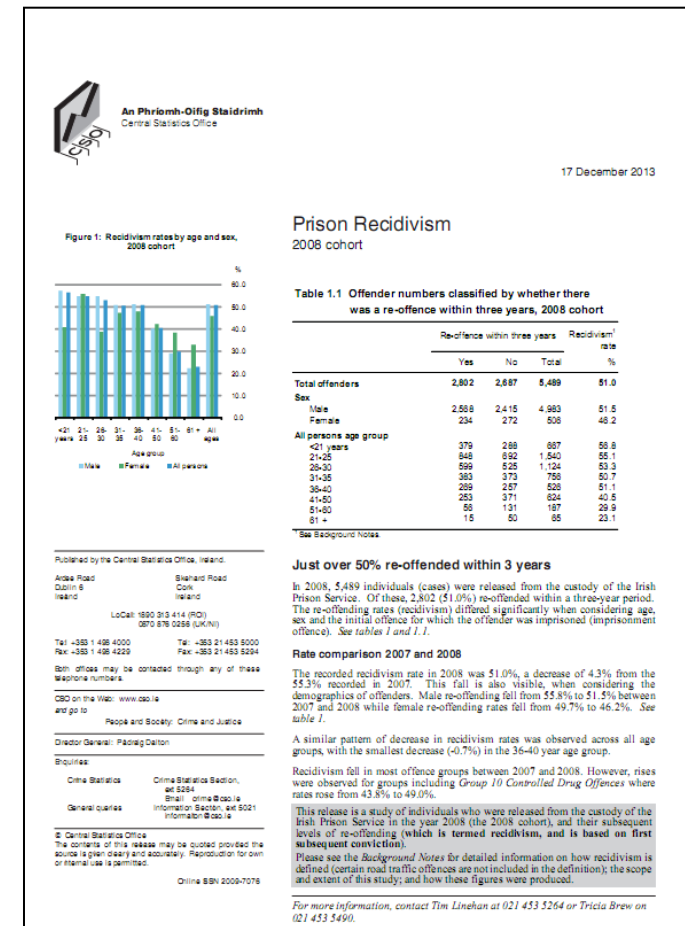 An Phríomh-Oifig Staidrimh
Central Statistics Office
cso
17 December 2013
Figure 1: Recidivism rates by age and sex,
2008 cohort
%
60.0
50.0
40.0
30.0
20.0
10.0
0.0
<21 21- 26- 31- 36- 41- 51- 61 + All
years 25 30 35 40 50 60 ages
Age group
Male Female All persons
Published by the Central Statistics Office, Ireland.
Ardee Road Skehard Road
Dublin 6 Cork
Ireland Ireland
LoCall: 1890 313 414 (ROI)
0870 876 0256 (UK/NI)
Tel: +353 1 498 4000 Tel: +353 21 453 5000
Fax: +353 1 498 4229 Fax: +353 21 453 5294
Both offices may be contacted through any of these
telephone numbers.
CSO on the Web: www.cso.ie
and go to
People and Society: Crime and Justice
Director General: Pádraig Dalton
Enquiries:
Crime Statistics Crime Statistics Section,
ext 5264
Email crime@cso.ie
General queries Information Section, ext 5021
information@cso.ie
© Central Statistics Office
The contents of this release may be quoted provided the
source is given clearly and accurately. Reproduction for own
or internal use is permitted.
Online ISSN 2009-7076
Prison Recidivism
2008 cohort
Table 1.1 Offender numbers classified by whether there
was a re-offence within three years, 2008 cohort
Re-offence within three years Recidivism1
rate
Yes No Total %
Total offenders 2,802 2,687 5,489 51.0
Sex
Male 2,568 2,415 4,983 51.5
Female 234 272 506 46.2
All persons age group
<21 years 379 288 667 56.8
21-25 848 692 1,540 55.1
26-30 599 525 1,124 53.3
31-35 383 373 756 50.7
36-40 269 257 526 51.1
41-50 253 371 624 40.5
51-60 56 131 187 29.9
61 + 15 50 65 23.1
1 See Background Notes.
Just over 50% re-offended within 3 years
In 2008, 5,489 individuals (cases) were released from the custody of the Irish
Prison Service. Of these, 2,802 (51.0%) re-offended within a three-year period.
The re-offending rates (recidivism) differed significantly when considering age,
sex and the initial offence for which the offender was imprisoned (imprisonment
offence). See tables 1 and 1.1.
Rate comparison 2007 and 2008
The recorded recidivism rate in 2008 was 51.0%, a decrease of 4.3% from the
55.3% recorded in 2007. This fall is also visible, when considering the
demographics of offenders. Male re-offending fell from 55.8% to 51.5% between
2007 and 2008 while female re-offending rates fell from 49.7% to 46.2%. See
table 1.
A similar pattern of decrease in recidivism rates was observed across all age
groups, with the smallest decrease (-0.7%) in the 36-40 year age group.
Recidivism fell in most offence groups between 2007 and 2008. However, rises
were observed for groups including Group 10 Controlled Drug Offences where
rates rose from 43.8% to 49.0%.
This release is a study of individuals who were released from the custody of the
Irish Prison Service in the year 2008 (the 2008 cohort), and their subsequent
levels of re-offending (which is termed recidivism, and is based on first
subsequent conviction).
Please see the Background Notes for detailed information on how recidivism is
defined (certain road traffic offences are not included in the definition); the scope
and extent of this study; and how these figures were produced.
For more information, contact Tim Linehan at 021 453 5264 or Tricia Brew on
021 453 5490.